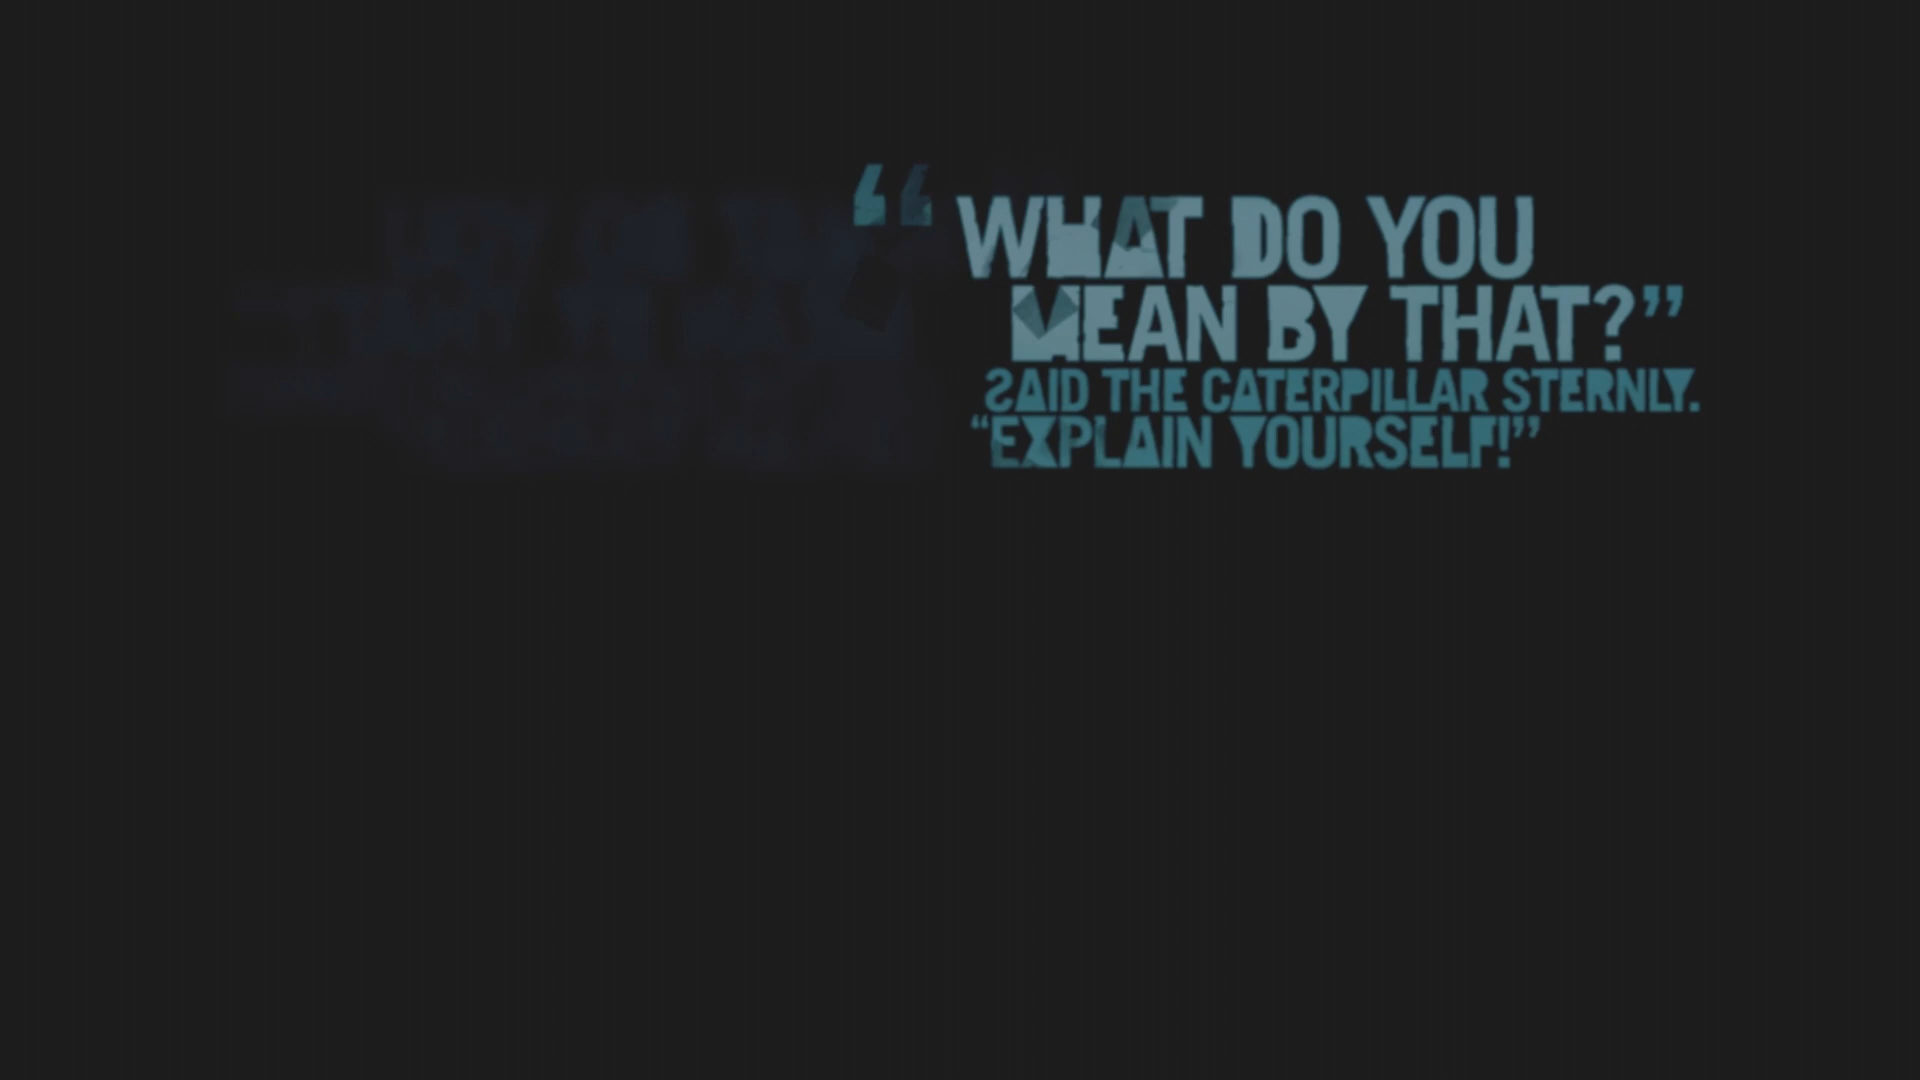 “WHAT DO YOU
MEAN BY THAT?”
SAID THE CATERPILLAR STERNLY.
“EXPLAIN YOURSELF!”